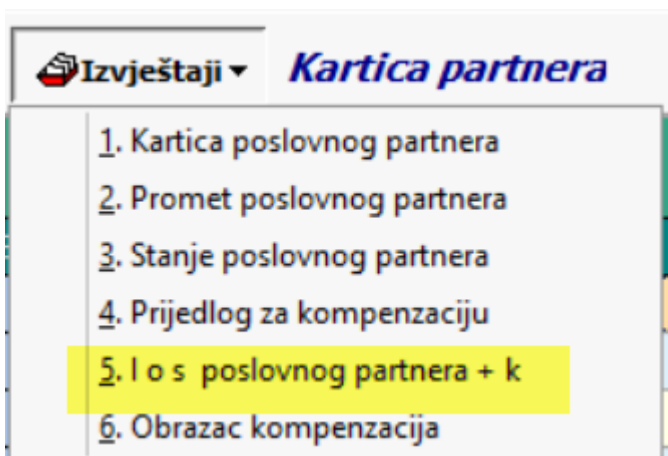 Izvještaji Kartica partnera
1. Kartica poslovnog partnera
2. Promet poslovnog partnera
3. Stanje poslovnog partnera
4. Prijedlog za kompenzaciju
5. I o s poslovnog partnera + k
6. Obrazac kompenzacija